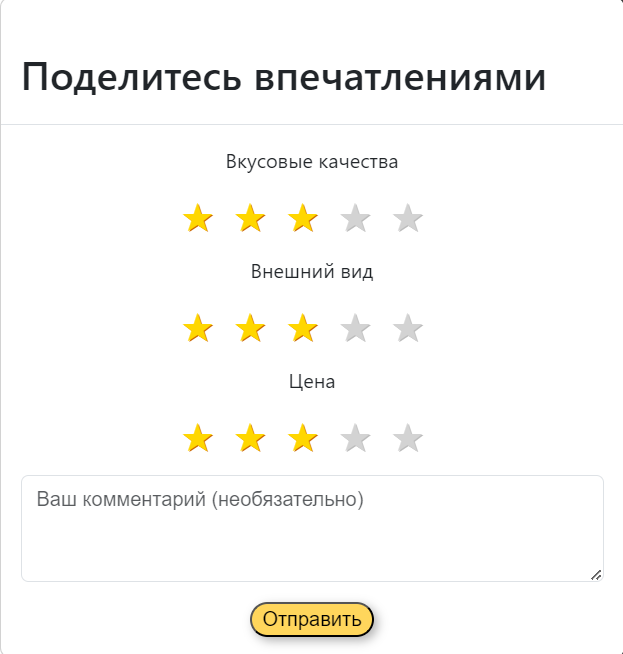 Поделитесь впечатлениями
Вкусовые качества
Внешний вид
Цена
Ваш комментарий (необязательно)
Отправить